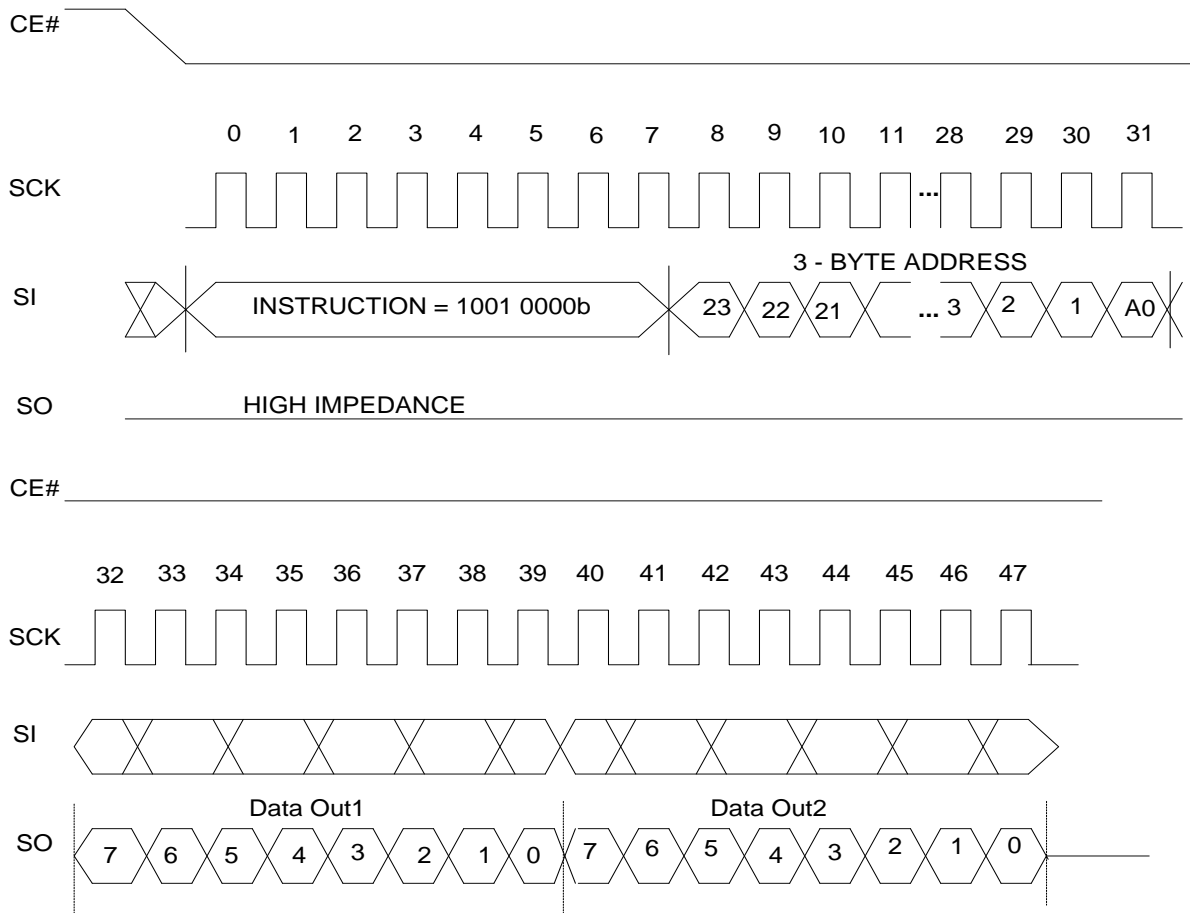 CE#
0 1 2 3 4 5 6 7 8 9 10 11 28 29 30 31
SCK ...
3 - BYTE ADDRESS
SI INSTRUCTION = 1001 0000b 23 22 21 ... 3 2 1 A0
SO HIGH IMPEDANCE
CE#
32 33 34 35 36 37 38 39 40 41 42 43 44 45 46 47
SCK
SI
Data Out1 Data Out2
SO 7 6 5 4 3 2 1 0 7 6 5 4 3 2 1 0